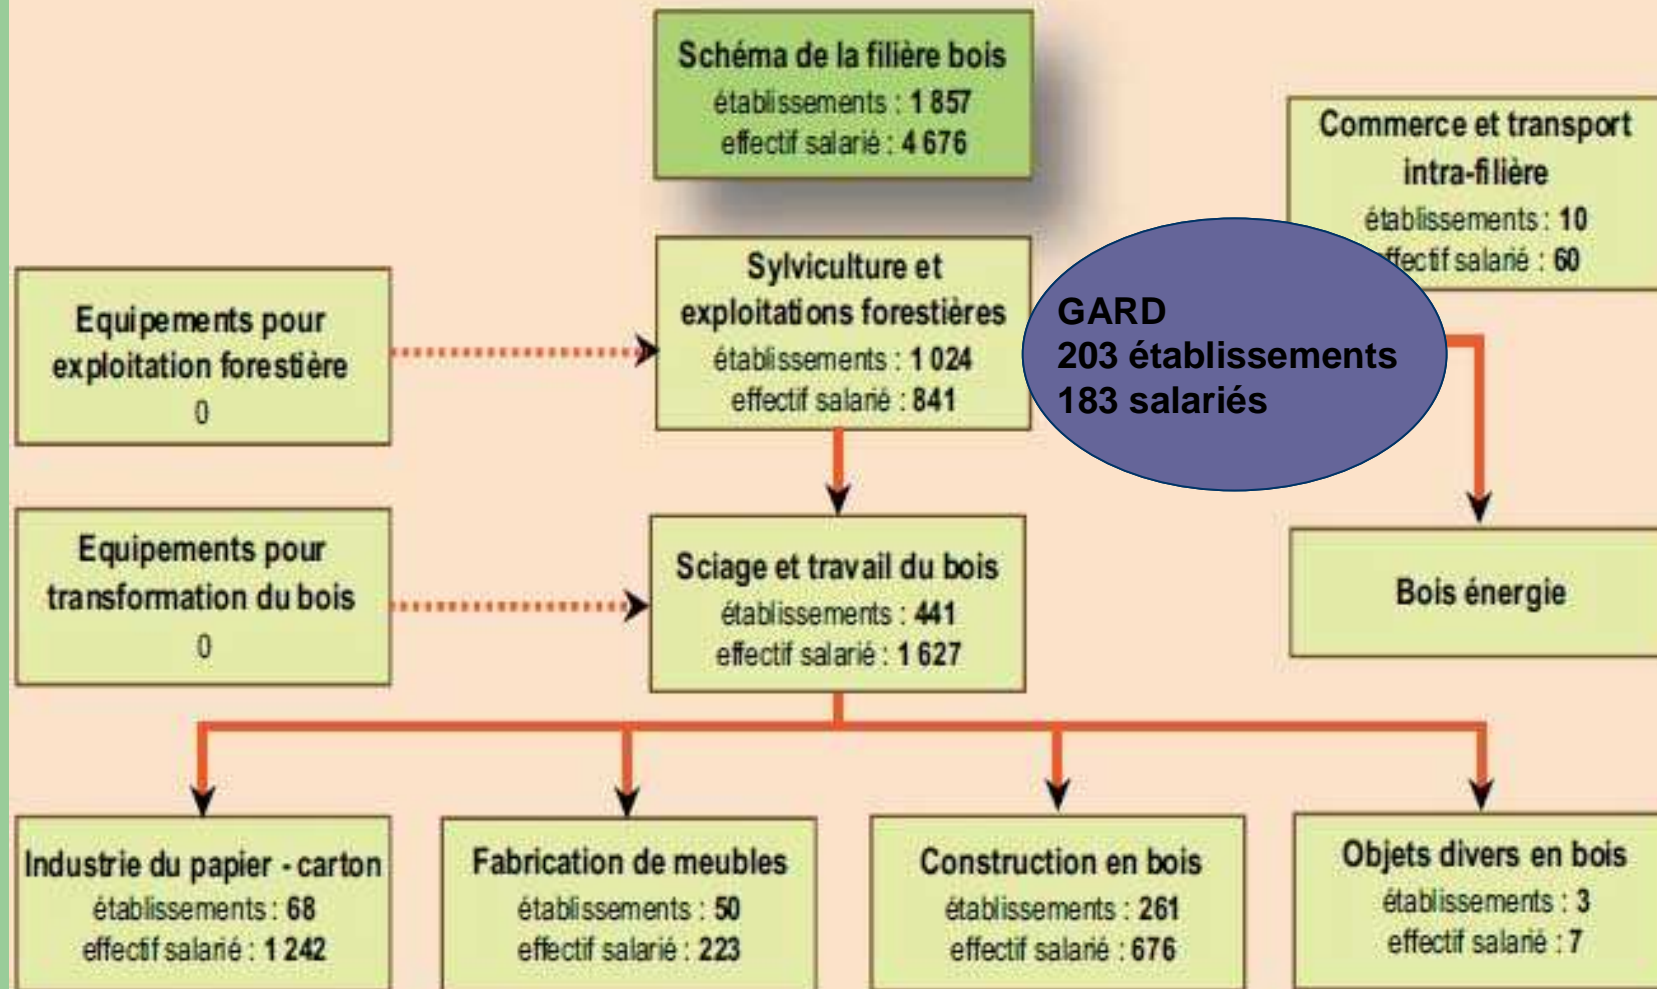 Schéma de la filière bois
établissements : 1 857
effectif salarié : 4 676
Commerce et transport
intra-filière
établissements : 10
effectif salarié : 60
Equipements pour
exploitation forestière
0
Sylviculture et
exploitations forestières
établissements : 1 024
effectif salarié : 841
GARD
203 établissements
183 salariés
Equipements pour
transformation du bois
0
Sciage et travail du bois
établissements : 441
effectif salarié : 1 627
Bois énergie
Industrie du papier - carton
établissements : 68
effectif salarié : 1 242
Fabrication de meubles
établissements : 50
effectif salarié : 223
Construction en bois
établissements : 261
effectif salarié : 676
Objets divers en bois
établissements : 3
effectif salarié : 7